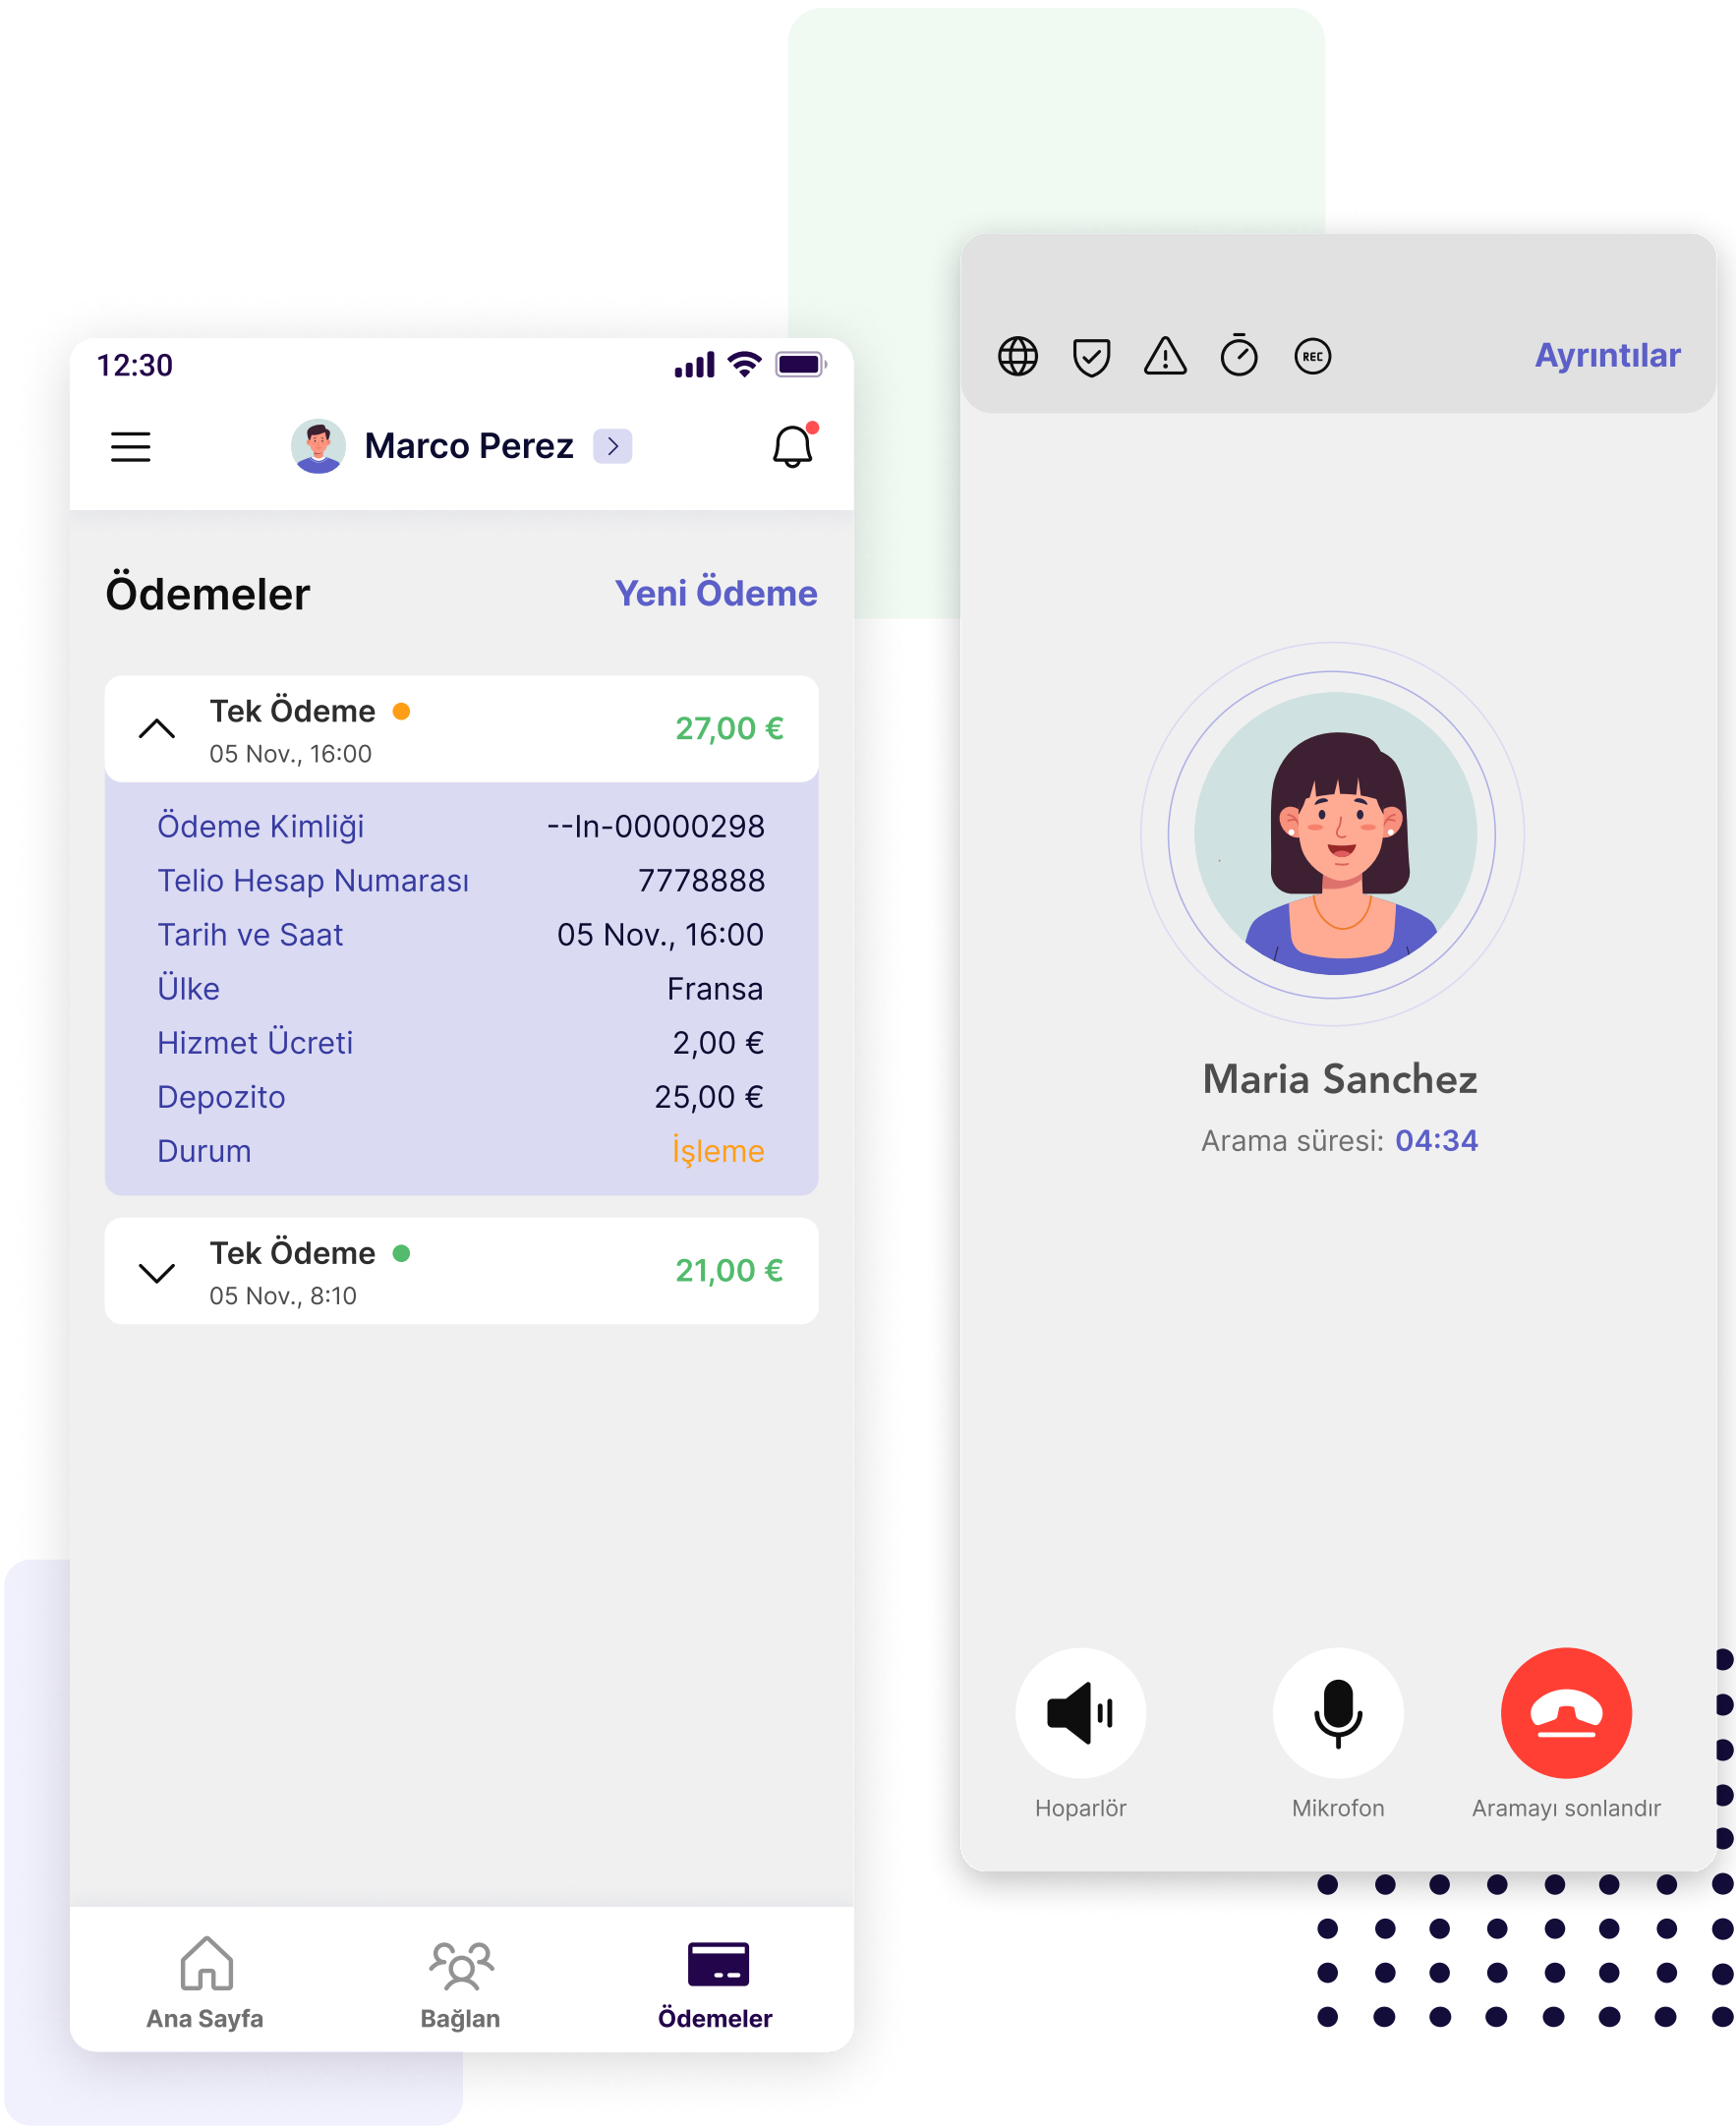 12:30
Marco Perez
Ödemeler
Yeni Ödeme
Tek Ödeme
05 Nov., 16:00
27,00 €
Ödeme Kimliği --In-00000298
Telio Hesap Numarası 7778888
Tarih ve Saat 05 Nov., 16:00
Ülke Fransa
Hizmet Ücreti 2,00 €
Depozito 25,00 €
Durum İşleme
Tek Ödeme
05 Nov., 8:10
21,00 €
Ana Sayfa
Bağlan
Ödemeler
REC
Ayrıntılar
Maria Sanchez
Arama süresi: 04:34
Hoparlör
Mikrofon
Aramayı sonlandır